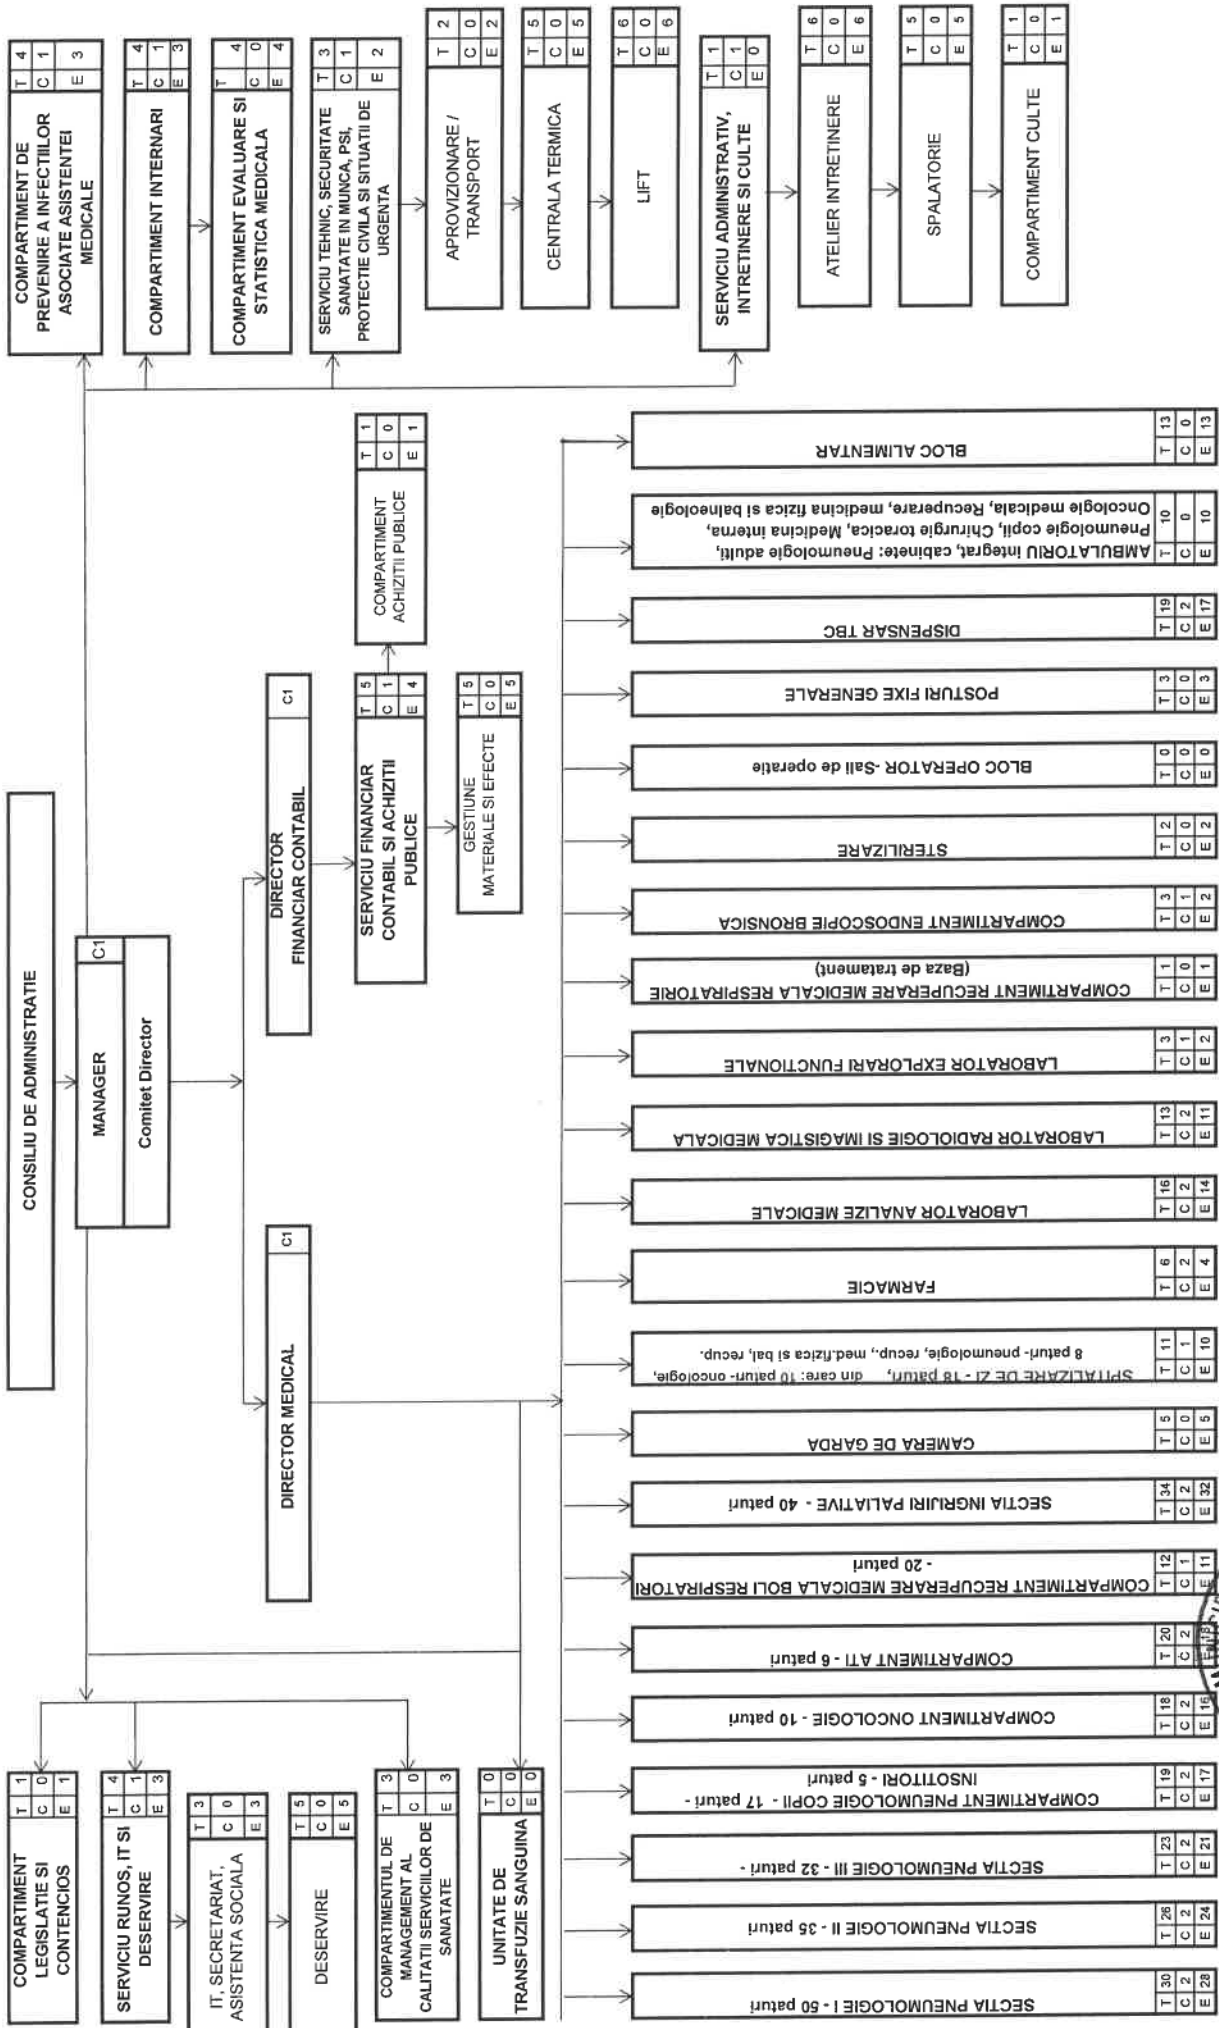 CONSILIU DE ADMINISTRATIE
MANAGER
C1
Comitet Director
DIRECTOR MEDICAL
C1
DIRECTOR
FINANCIAR CONTABIL
C1
SERVICIU FINANCIAR
CONTABIL SI ACHIZITII
PUBLICE
T 5
C 1
E 4
COMPARTIMENT
ACHIZITII PUBLICE
T 1
C 0
E 1
GESTIUNE
MATERIALE SI EFECTE
T 5
C 0
E 5
COMPARTIMENT
LEGISLATIE SI
CONTENCIOS
T 1
C 0
E 1
SERVICIU RUNOS, IT SI
DESERVIRE
T 4
C 1
E 3
IT, SECRETARIAT,
ASISTENTA SOCIALA
T 3
C 0
E 3
DESERVIRE
T 5
C 0
E 5
COMPARTIMENTUL DE
MANAGEMENT AL
CALITATII SERVICIILOR DE
SANATATE
T 3
C 0
E 3
UNITATE DE
TRANSFUZIE SANGUINA
T 0
C 0
E 0
COMPARTIMENT DE
PREVENIRE A INFECTIILOR
ASOCIATE ASISTENTEI
MEDICALE
T 4
C 1
E 3
COMPARTIMENT INTERNARI
T 4
C 1
E 3
COMPARTIMENT EVALUARE SI
STATISTICA MEDICALA
T 4
C 0
E 4
SERVICIU TEHNIC, SECURITATE
SANATATE IN MUNCA, PSI,
PROTECTIE CIVILA SI SITUATII DE
URGENTA
T 3
C 1
E 2
APROVIZIONARE /
TRANSPORT
T 2
C 0
E 2
CENTRALA TERMICA
T 5
C 0
E 5
LIFT
T 6
C 0
E 6
SERVICIU ADMINISTRATIV,
INTRETINERE SI CULTE
T 1
C 1
E 0
ATELIER INTRETINERE
T 6
C 0
E 6
SPALATORIE
T 5
C 0
E 5
COMPARTIMENT CULTE
T 1
C 0
E 1
SECTIA PNEUMOLOGIE I - 50 paturi
T 30
C 2
E 28
SECTIA PNEUMOLOGIE II - 35 paturi
T 26
C 2
E 24
SECTIA PNEUMOLOGIE III - 32 paturi -
T 23
C 2
E 21
COMPARTIMENT PNEUMOLOGIE COPII - 17 paturi -
INSOTITORI - 5 paturi
T 19
C 2
E 17
COMPARTIMENT ONCOLOGIE - 10 paturi
T 18
C 2
E 16
COMPARTIMENT ATI - 6 paturi
T 20
C 2
E 18
COMPARTIMENT RECUPERARE MEDICALA BOLI RESPIRATORI
- 20 paturi
T 12
C 1
E 11
SECTIA INGRIJIRI PALIATIVE - 40 paturi
T 34
C 2
E 32
CAMERA DE GARDA
T 5
C 0
E 5
SPITALIZARE DE ZI - 18 paturi, din care: 10 paturi- oncologie,
8 paturi- pneumologie, recup., med.fizica si bal, recup.
T 11
C 1
E 10
FARMACIE
T 6
C 2
E 4
LABORATOR ANALIZE MEDICALE
T 16
C 2
E 14
LABORATOR RADIOLOGIE SI IMAGISTICA MEDICALA
T 13
C 2
E 11
LABORATOR EXPLORARI FUNCTIONALE
T 3
C 1
E 2
COMPARTIMENT RECUPERARE MEDICALA RESPIRATORIE
(Baza de tratament)
T 1
C 0
E 1
COMPARTIMENT ENDOSCOPIE BRONSICA
T 3
C 1
E 2
STERILIZARE
T 2
C 0
E 2
BLOC OPERATOR -Sali de operatie
T 0
C 0
E 0
POSTURI FIXE GENERALE
T 3
C 0
E 3
DISPENSAR TBC
T 19
C 2
E 17
AMBULATORIU integrat, cabinete: Pneumologie adulti,
Pneumologie copii, Chirurgie toracica, Medicina interna,
Oncologie medicala, Recuperare, medicina fizica si balneologie
T 10
C 0
E 10
BLOC ALIMENTAR
T 13
C 0
E 13